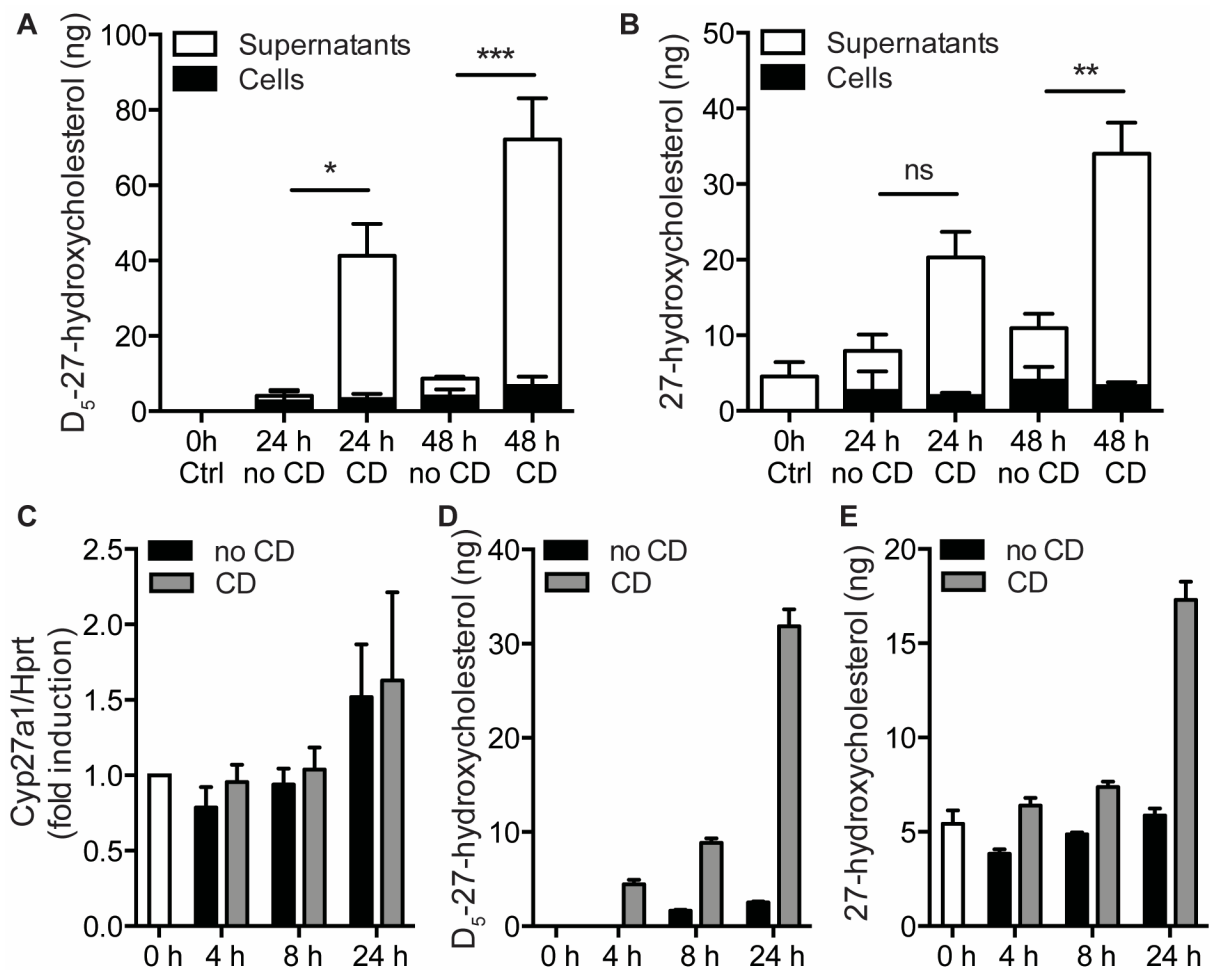 A
D5-27-hydroxycholesterol (ng)
100
80
60
40
20
0
Supernatants
Cells
*
***
0h 24 h 24 h 48 h 48 h
Ctrl no CD CD no CD CD
B
27-hydroxycholesterol (ng)
50
40
30
20
10
0
Supernatants
Cells
ns
**
0h 24 h 24 h 48 h 48 h
Ctrl no CD CD no CD CD
C
Cyp27a1/Hprt
(fold induction)
2.5
2.0
1.5
1.0
0.5
0.0
no CD
CD
0 h 4 h 8 h 24 h
D
D5-27-hydroxycholesterol (ng)
40
30
20
10
0
no CD
CD
0 h 4 h 8 h 24 h
E
27-hydroxycholesterol (ng)
20
15
10
5
0
no CD
CD
0 h 4 h 8 h 24 h